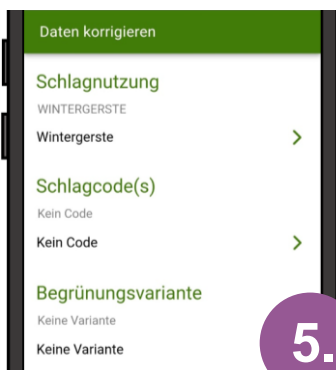 Daten korrigieren
Schlagnutzung
WINTERGERSTE
Wintergerste
Schlagcode(s)
Kein Code
Kein Code
Begrünungsvariante
Keine Variante
Keine Variante
5.